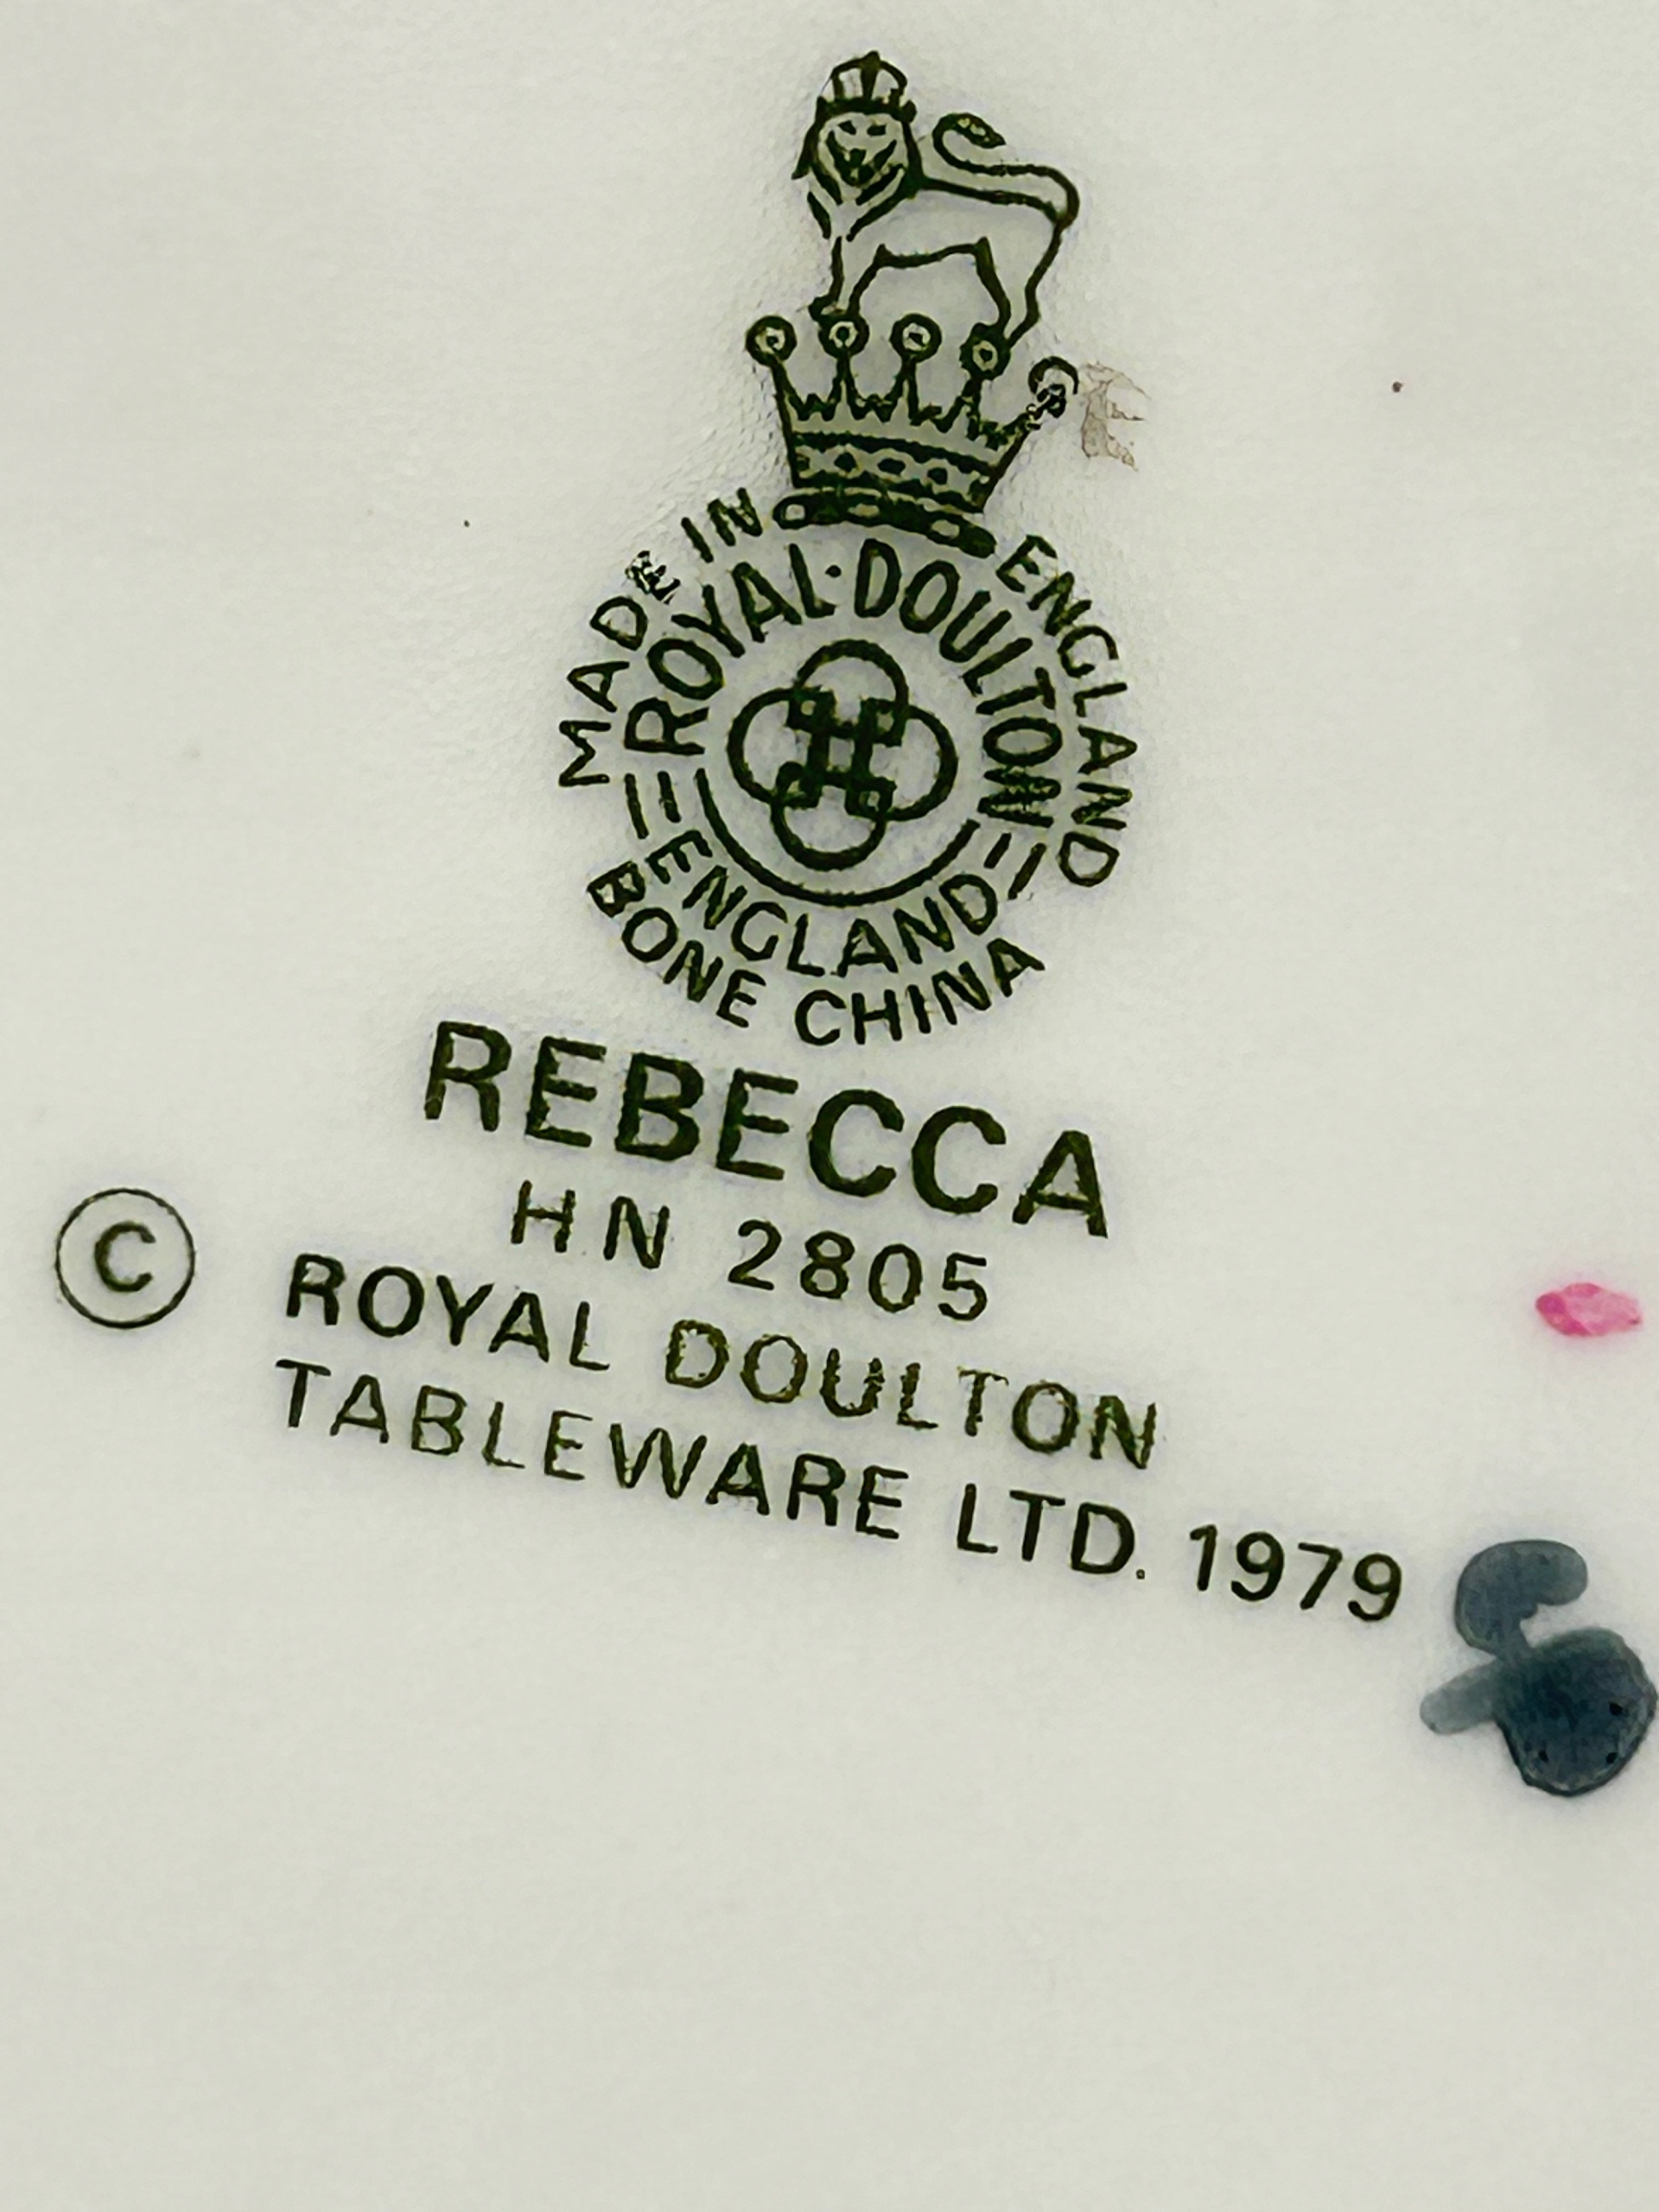 MADE IN ENGLAND
ROYAL·DOULTON
ENGLAND
BONE CHINA
REBECCA
HN 2805
© ROYAL DOULTON
TABLEWARE LTD. 1979